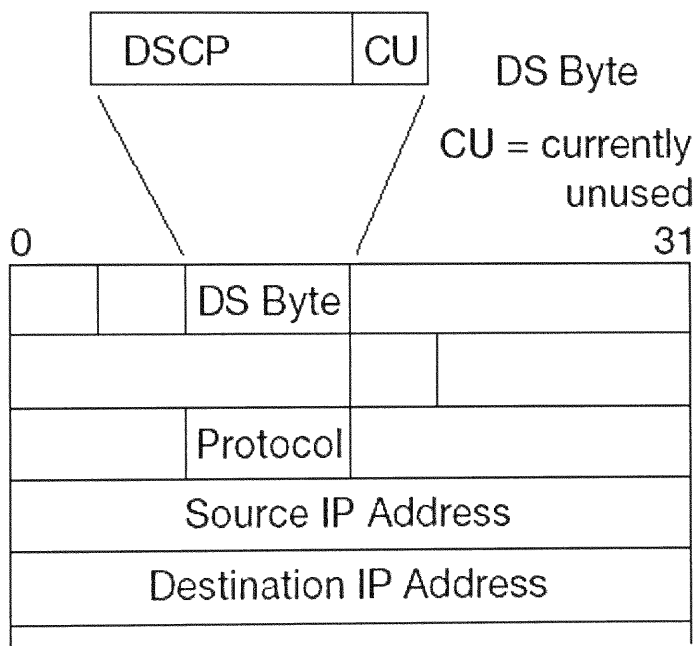 DSCP CU
DS Byte
CU = currently
unused
0 31
DS Byte
Protocol
Source IP Address
Destination IP Address